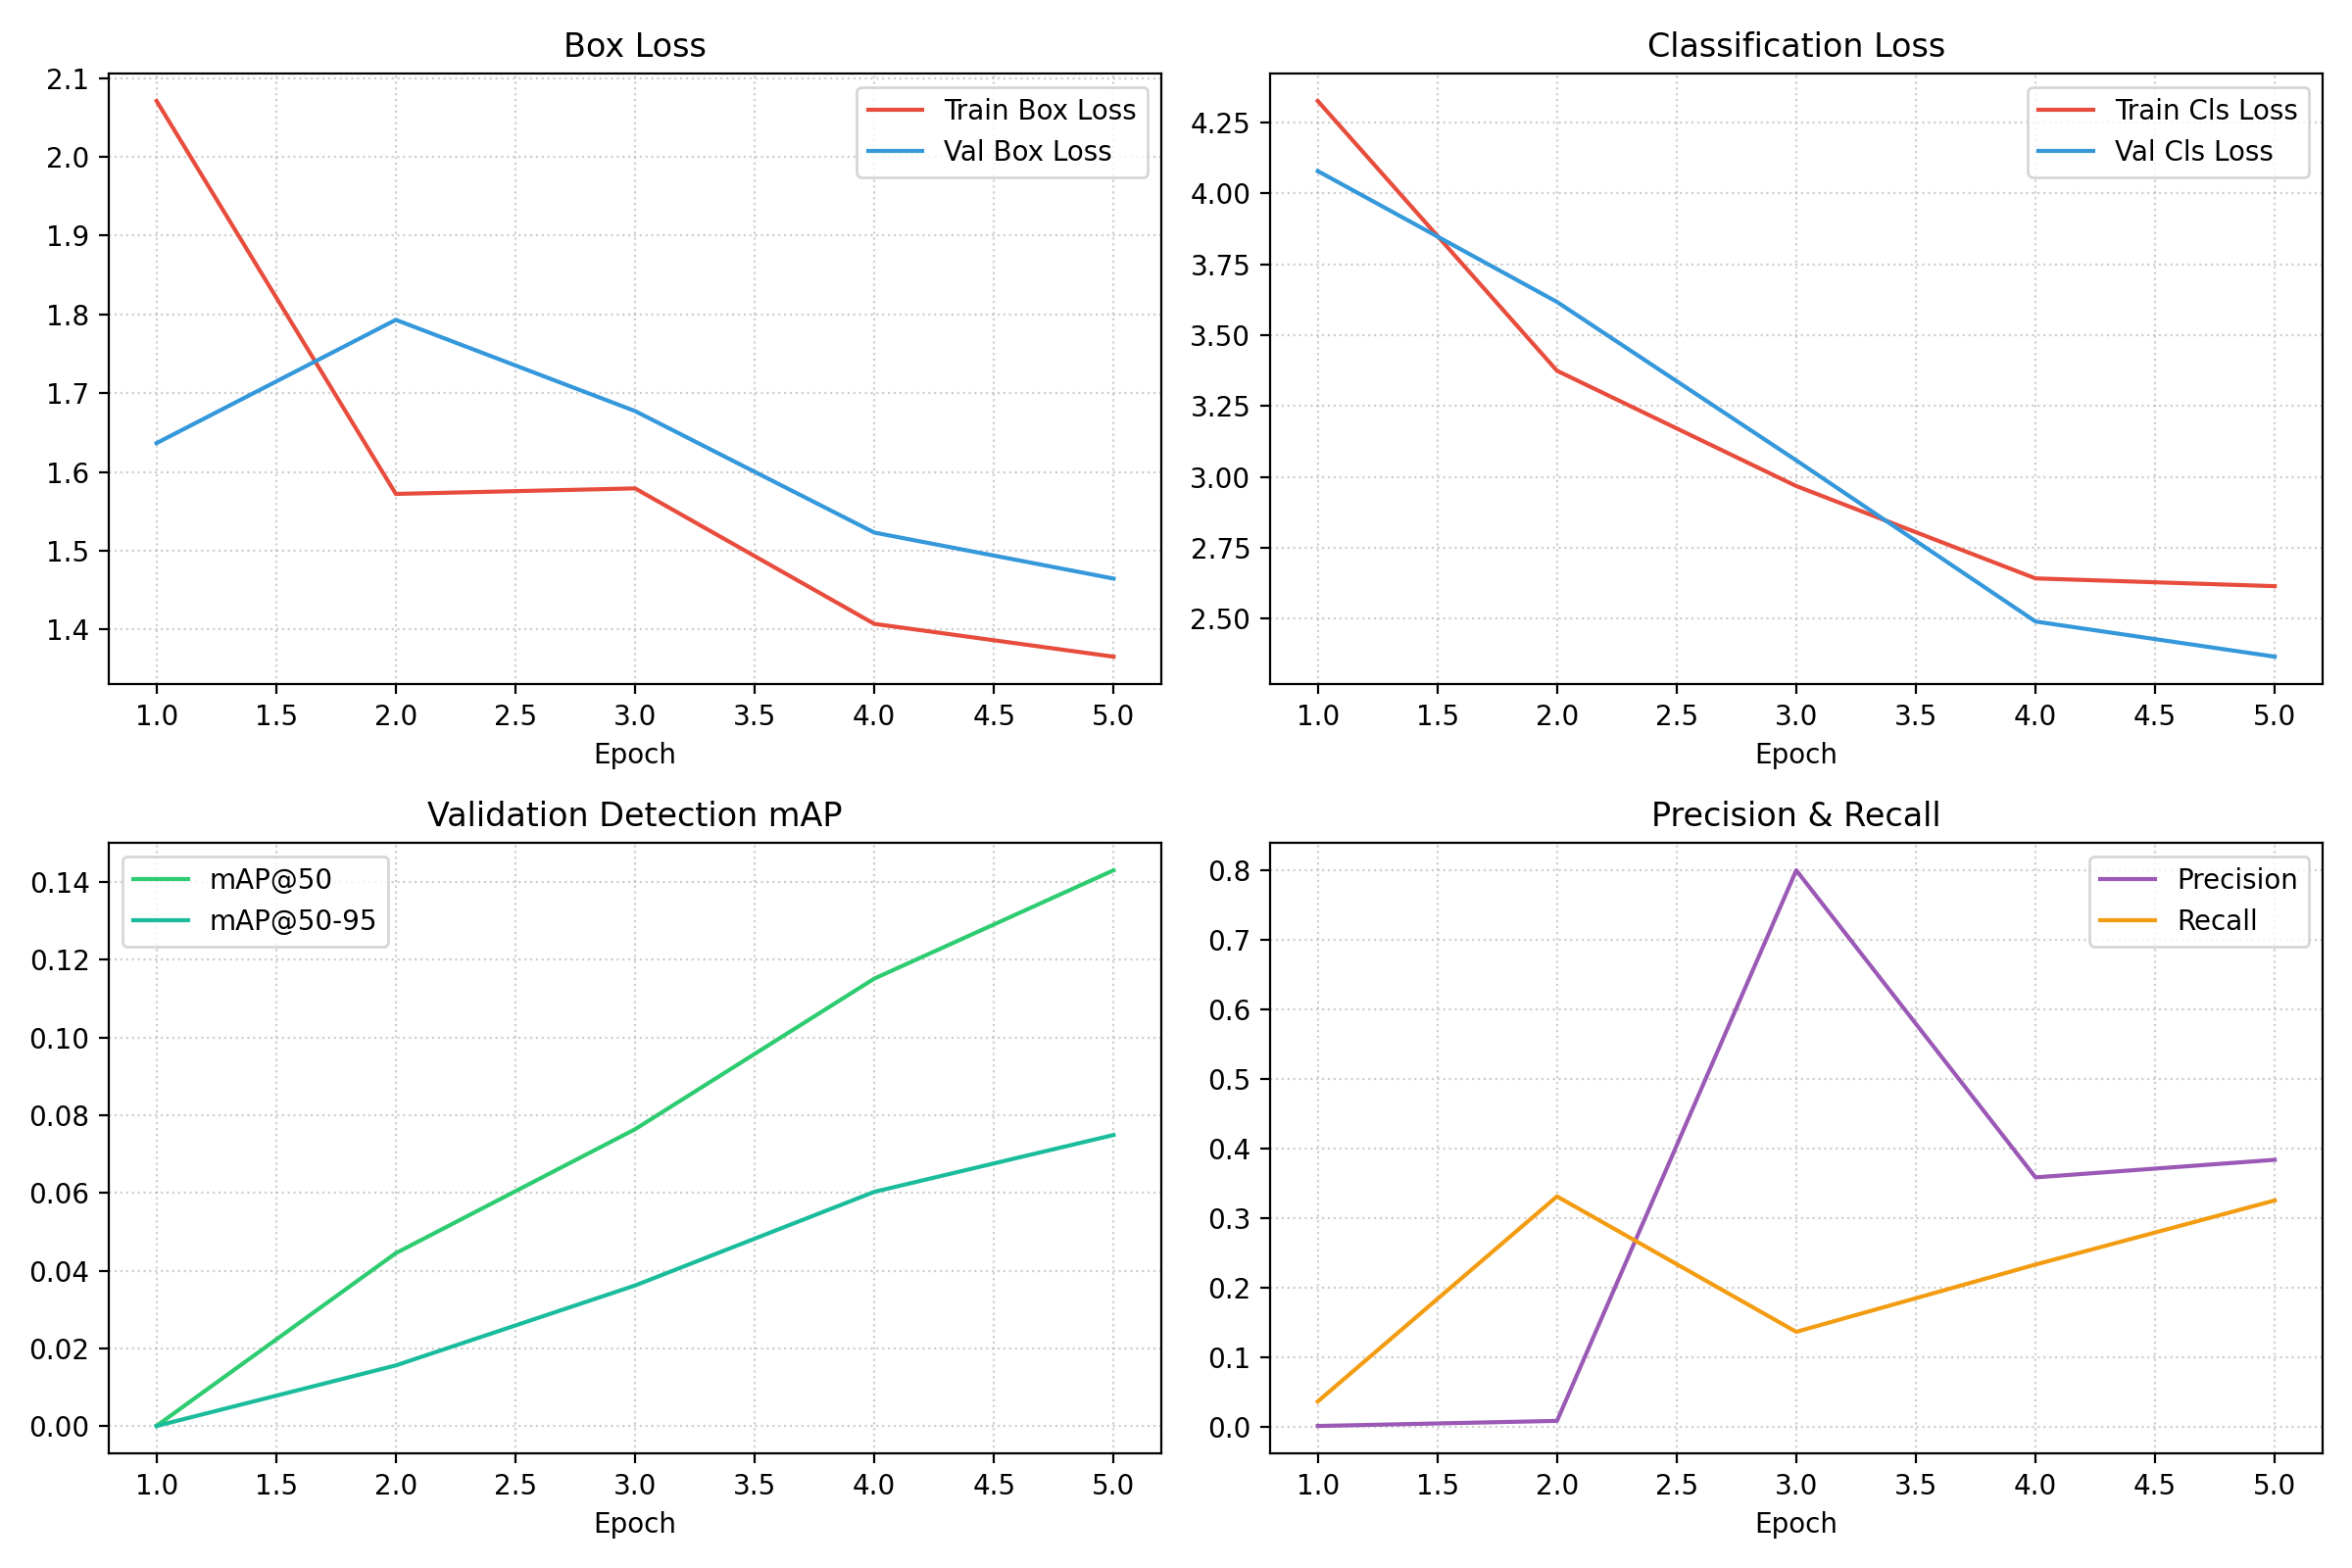 Box Loss
2.1
2.0
1.9
1.8
1.7
1.6
1.5
1.4
Train Box Loss
Val Box Loss
1.0 1.5 2.0 2.5 3.0 3.5 4.0 4.5 5.0
Epoch
Classification Loss
4.25
4.00
3.75
3.50
3.25
3.00
2.75
2.50
Train Cls Loss
Val Cls Loss
1.0 1.5 2.0 2.5 3.0 3.5 4.0 4.5 5.0
Epoch
Validation Detection mAP
0.14
0.12
0.10
0.08
0.06
0.04
0.02
0.00
mAP@50
mAP@50-95
1.0 1.5 2.0 2.5 3.0 3.5 4.0 4.5 5.0
Epoch
Precision & Recall
0.8
0.7
0.6
0.5
0.4
0.3
0.2
0.1
0.0
Precision
Recall
1.0 1.5 2.0 2.5 3.0 3.5 4.0 4.5 5.0
Epoch